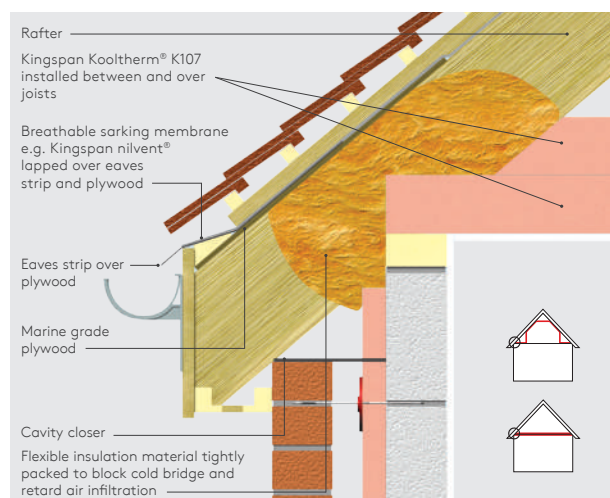 Rafter
Kingspan Kooltherm® K107
installed between and over
joists
Breathable sarking membrane
e.g. Kingspan nilvent®
lapped over eaves
strip and plywood
Eaves strip over
plywood
Marine grade
plywood
Cavity closer
Flexible insulation material tightly
packed to block cold bridge and
retard air infiltration